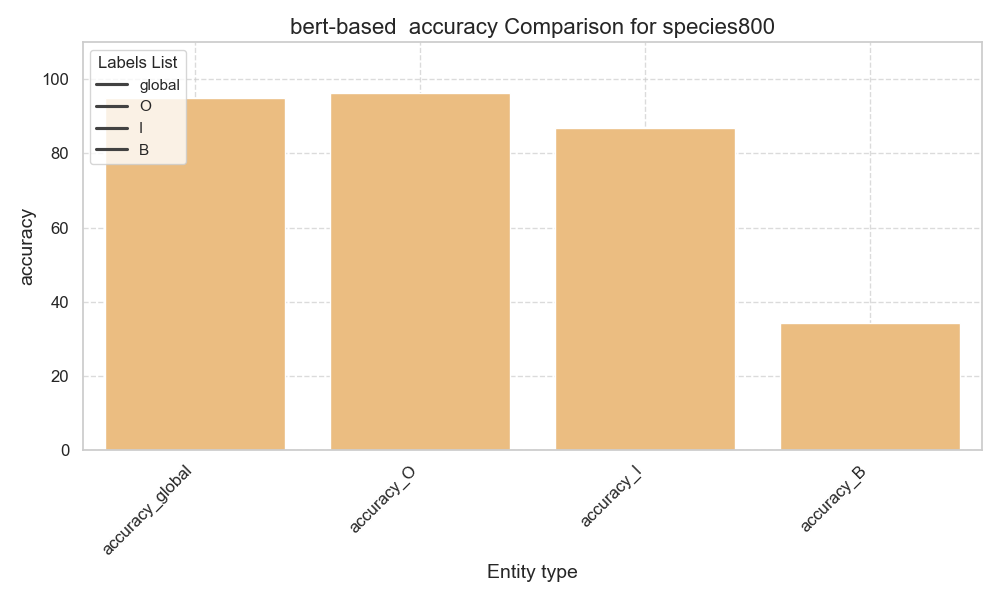 bert-based  accuracy Comparison for species800
Labels List
global
O
I
B
100
80
60
40
20
0
accuracy
accuracy_global
accuracy_O
accuracy_I
accuracy_B
Entity type